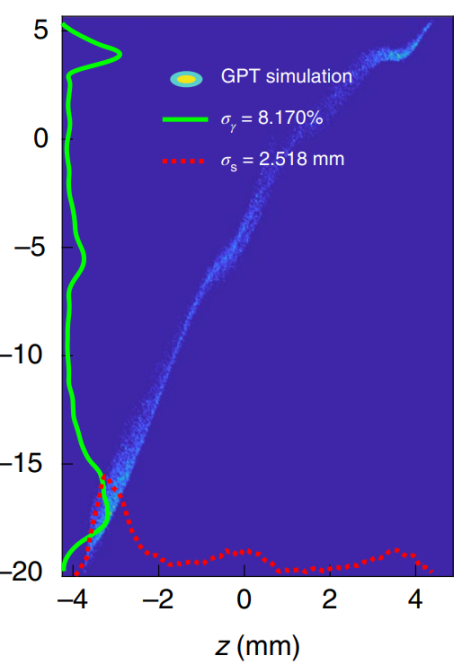 5
GPT simulation
σγ = 8.170%
0
σs = 2.518 mm
−5
−10
−15
−20
−4 −2 0 2 4
z (mm)